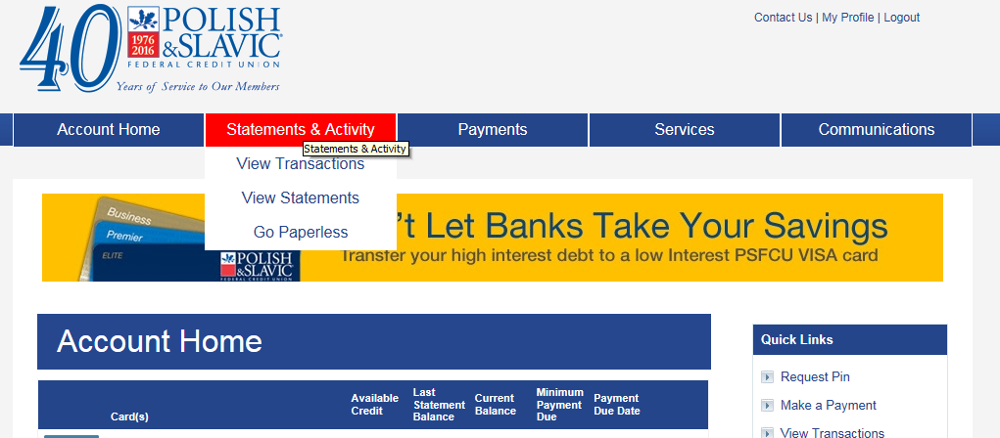 40
1976
2016
POLISH
&SLAVIC
FEDERAL CREDIT UNION
Years of Service to Our Members
Contact Us | My Profile | Logout
Account Home
Statements & Activity
Payments
Services
Communications
Statements & Activity
View Transactions
View Statements
Go Paperless
Business
Premier
ELITE
POLISH
&SLAVIC
FEDERAL CREDIT UNION
't Let Banks Take Your Savings
Transfer your high interest debt to a low Interest PSFCU VISA card
Account Home
Card(s)
Available
Credit
Last
Statement
Balance
Current
Balance
Minimum
Payment
Due
Payment
Due Date
Quick Links
Request Pin
Make a Payment
View Transactions